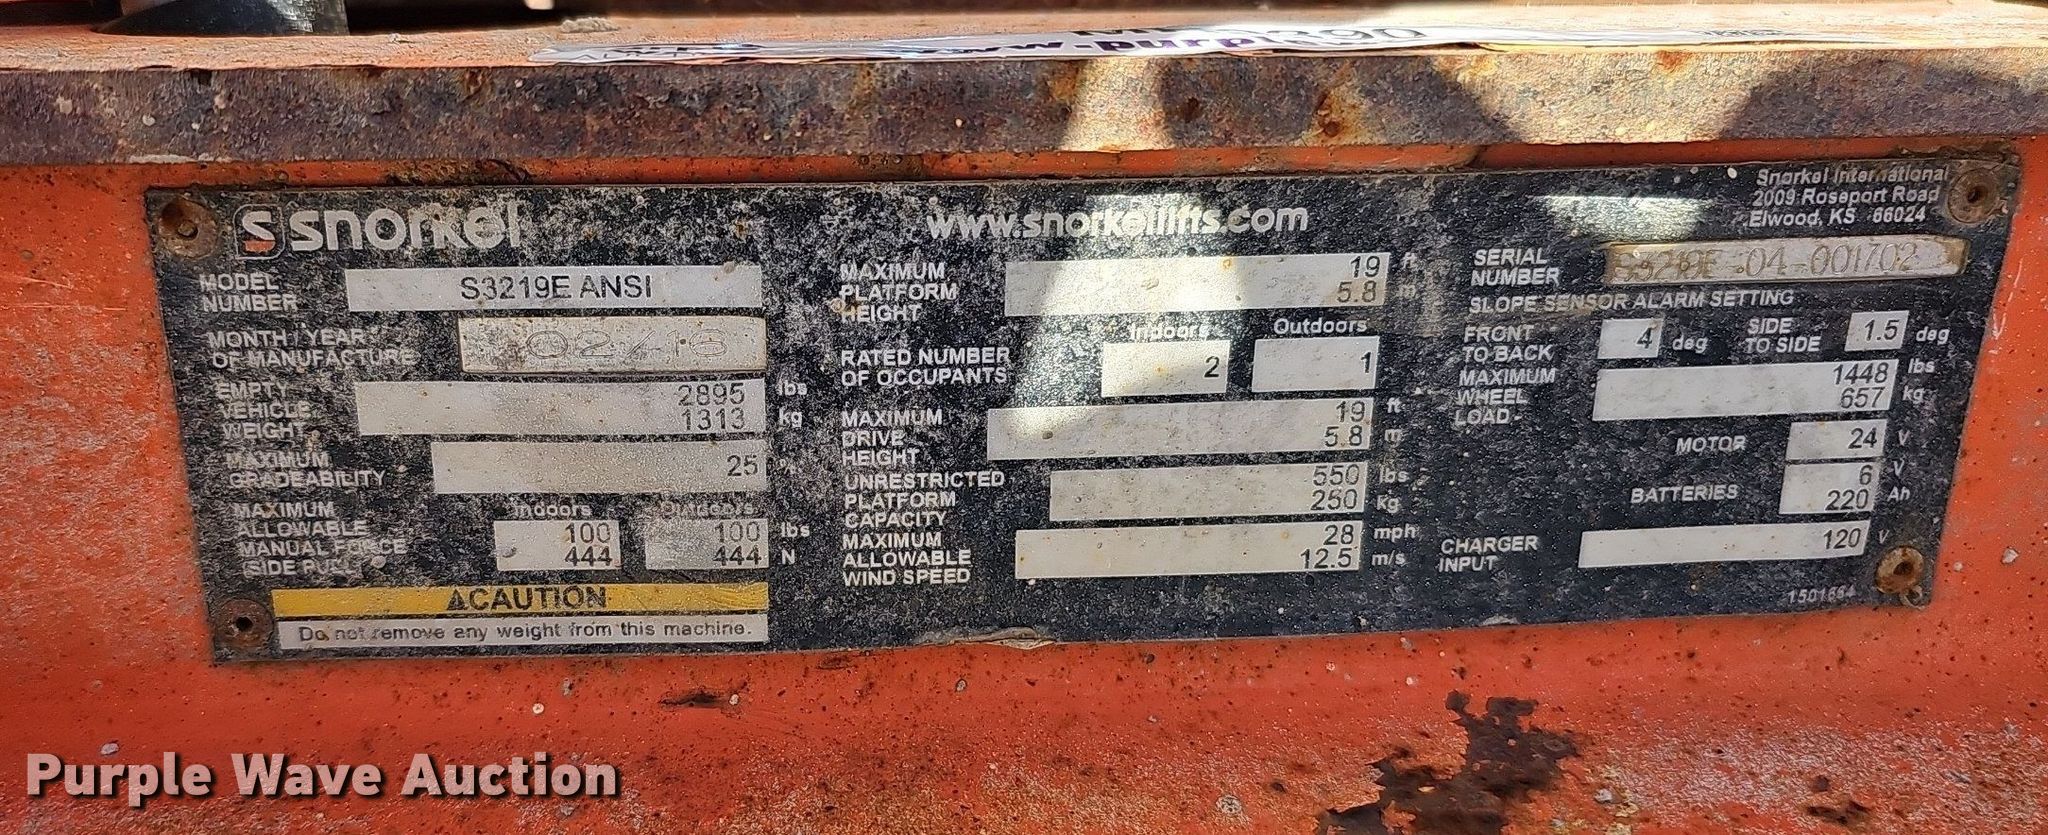 snorkel
MODEL NUMBER S3219E ANSI
MONTH / YEAR OF MANUFACTURE 02/16
EMPTY VEHICLE WEIGHT 2895 lbs 1313 kg
MAXIMUM GRADEABILITY 25 %
MAXIMUM ALLOWABLE MANUAL FORCE (SIDE PULL)
Indoors 100 444
Outdoors 100 444
lbs N
CAUTION
Do not remove any weight from this machine.
www.snorkellifts.com
MAXIMUM PLATFORM HEIGHT 19 ft 5.8 m
Indoors Outdoors
RATED NUMBER OF OCCUPANTS 2 1
MAXIMUM DRIVE HEIGHT 19 ft 5.8 m
UNRESTRICTED PLATFORM CAPACITY 550 lbs 250 kg
MAXIMUM ALLOWABLE WIND SPEED 28 mph 12.5 m/s
Snorkel International
2009 Roseport Road
Elwood, KS 66024
SERIAL NUMBER S3219E-04-001702
SLOPE SENSOR ALARM SETTING
FRONT TO BACK 4 deg SIDE TO SIDE 1.5 deg
MAXIMUM WHEEL LOAD 1448 lbs 657 kg
MOTOR 24 V
BATTERIES 6 V 220 Ah
CHARGER INPUT 120 V
1501664
Purple Wave Auction